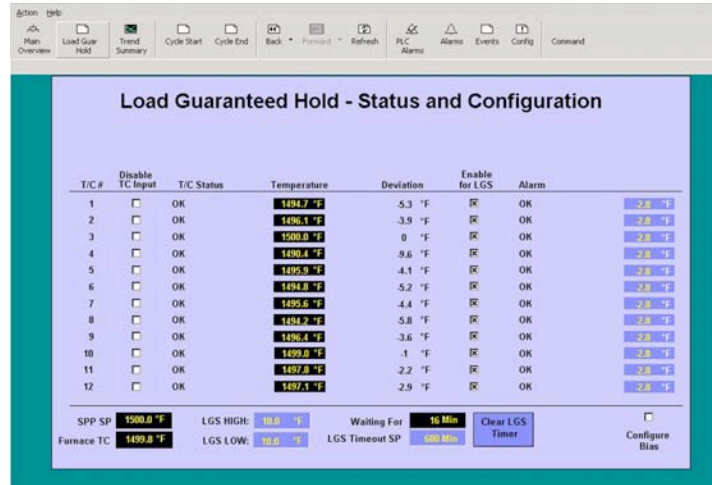 Action Help
Main Overview Load Guar Hold Trend Summary Cycle Start Cycle End Back Forward Refresh PLC Alarms Alarms Events Config Command
Load Guaranteed Hold - Status and Configuration
T/C # Disable TC Input T/C Status Temperature Deviation Enable for LGS Alarm
1 OK 1494.7 °F -5.3 °F OK -2.8 °F
2 OK 1496.1 °F -3.9 °F OK -2.8 °F
3 OK 1500.0 °F 0 °F OK -2.8 °F
4 OK 1490.4 °F -9.6 °F OK -2.8 °F
5 OK 1495.9 °F -4.1 °F OK -2.8 °F
6 OK 1494.8 °F -5.2 °F OK -2.8 °F
7 OK 1495.6 °F -4.4 °F OK -2.8 °F
8 OK 1494.2 °F -5.8 °F OK -2.8 °F
9 OK 1496.4 °F -3.6 °F OK -2.8 °F
10 OK 1499.0 °F -1 °F OK -2.8 °F
11 OK 1497.8 °F -2.2 °F OK -2.8 °F
12 OK 1497.1 °F -2.9 °F OK -2.8 °F
SPP SP 1500.0 °F LGS HIGH: 10.0 °F Waiting For 16 Min Clear LGS Timer
Furnace TC 1499.8 °F LGS LOW: 10.0 °F LGS Timeout SP 600 Min Configure Bias